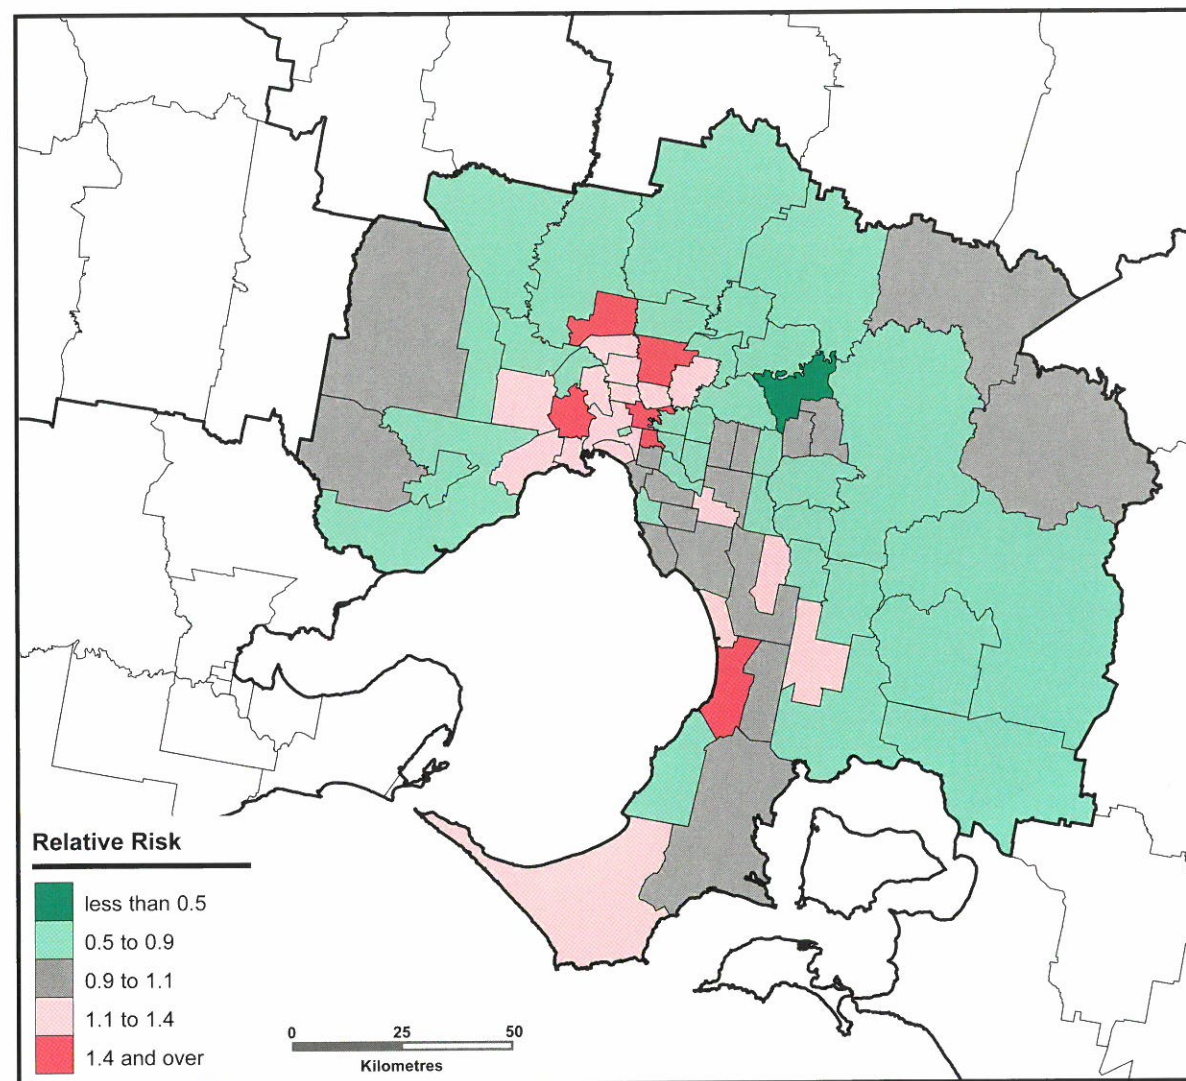 Relative Risk
less than 0.5
0.5 to 0.9
0.9 to 1.1
1.1 to 1.4
1.4 and over
0 25 50
Kilometres